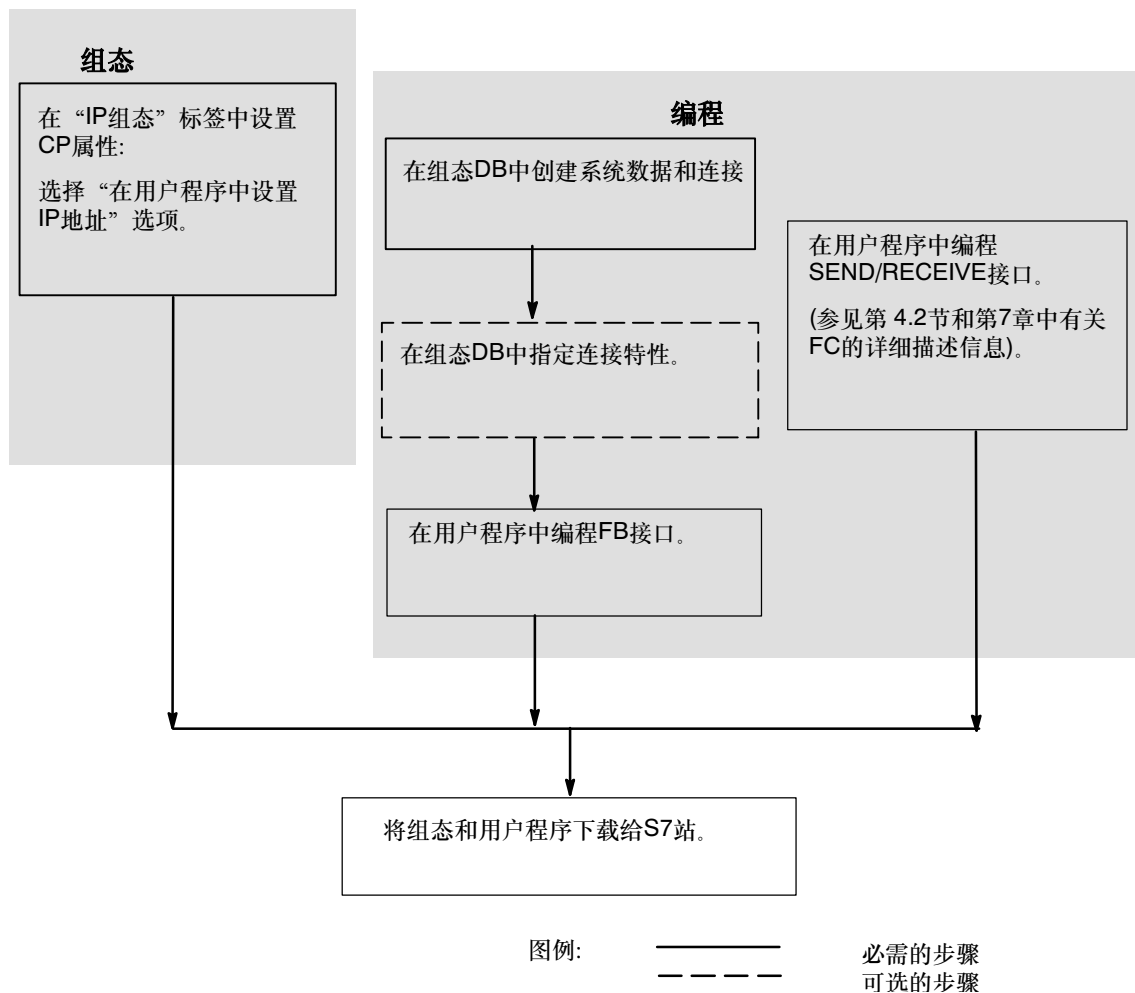 组态
在“IP组态”标签中设置
CP属性:
选择“在用户程序中设置
IP地址”选项。
编程
在组态DB中创建系统数据和连接
在组态DB中指定连接特性。
在用户程序中编程FB接口。
在用户程序中编程
SEND/RECEIVE接口。
(参见第 4.2节和第7章中有关
FC的详细描述信息)。
将组态和用户程序下载给S7站。
图例:
必需的步骤
可选的步骤